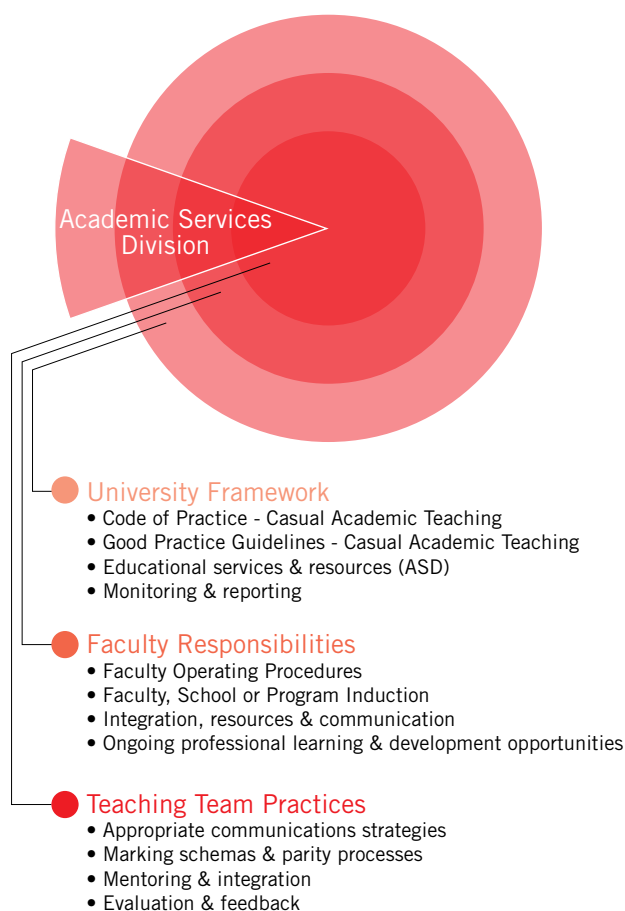 Academic Services
Division
University Framework
• Code of Practice - Casual Academic Teaching
• Good Practice Guidelines - Casual Academic Teaching
• Educational services & resources (ASD)
• Monitoring & reporting
Faculty Responsibilities
• Faculty Operating Procedures
• Faculty, School or Program Induction
• Integration, resources & communication
• Ongoing professional learning & development opportunities
Teaching Team Practices
• Appropriate communications strategies
• Marking schemas & parity processes
• Mentoring & integration
• Evaluation & feedback